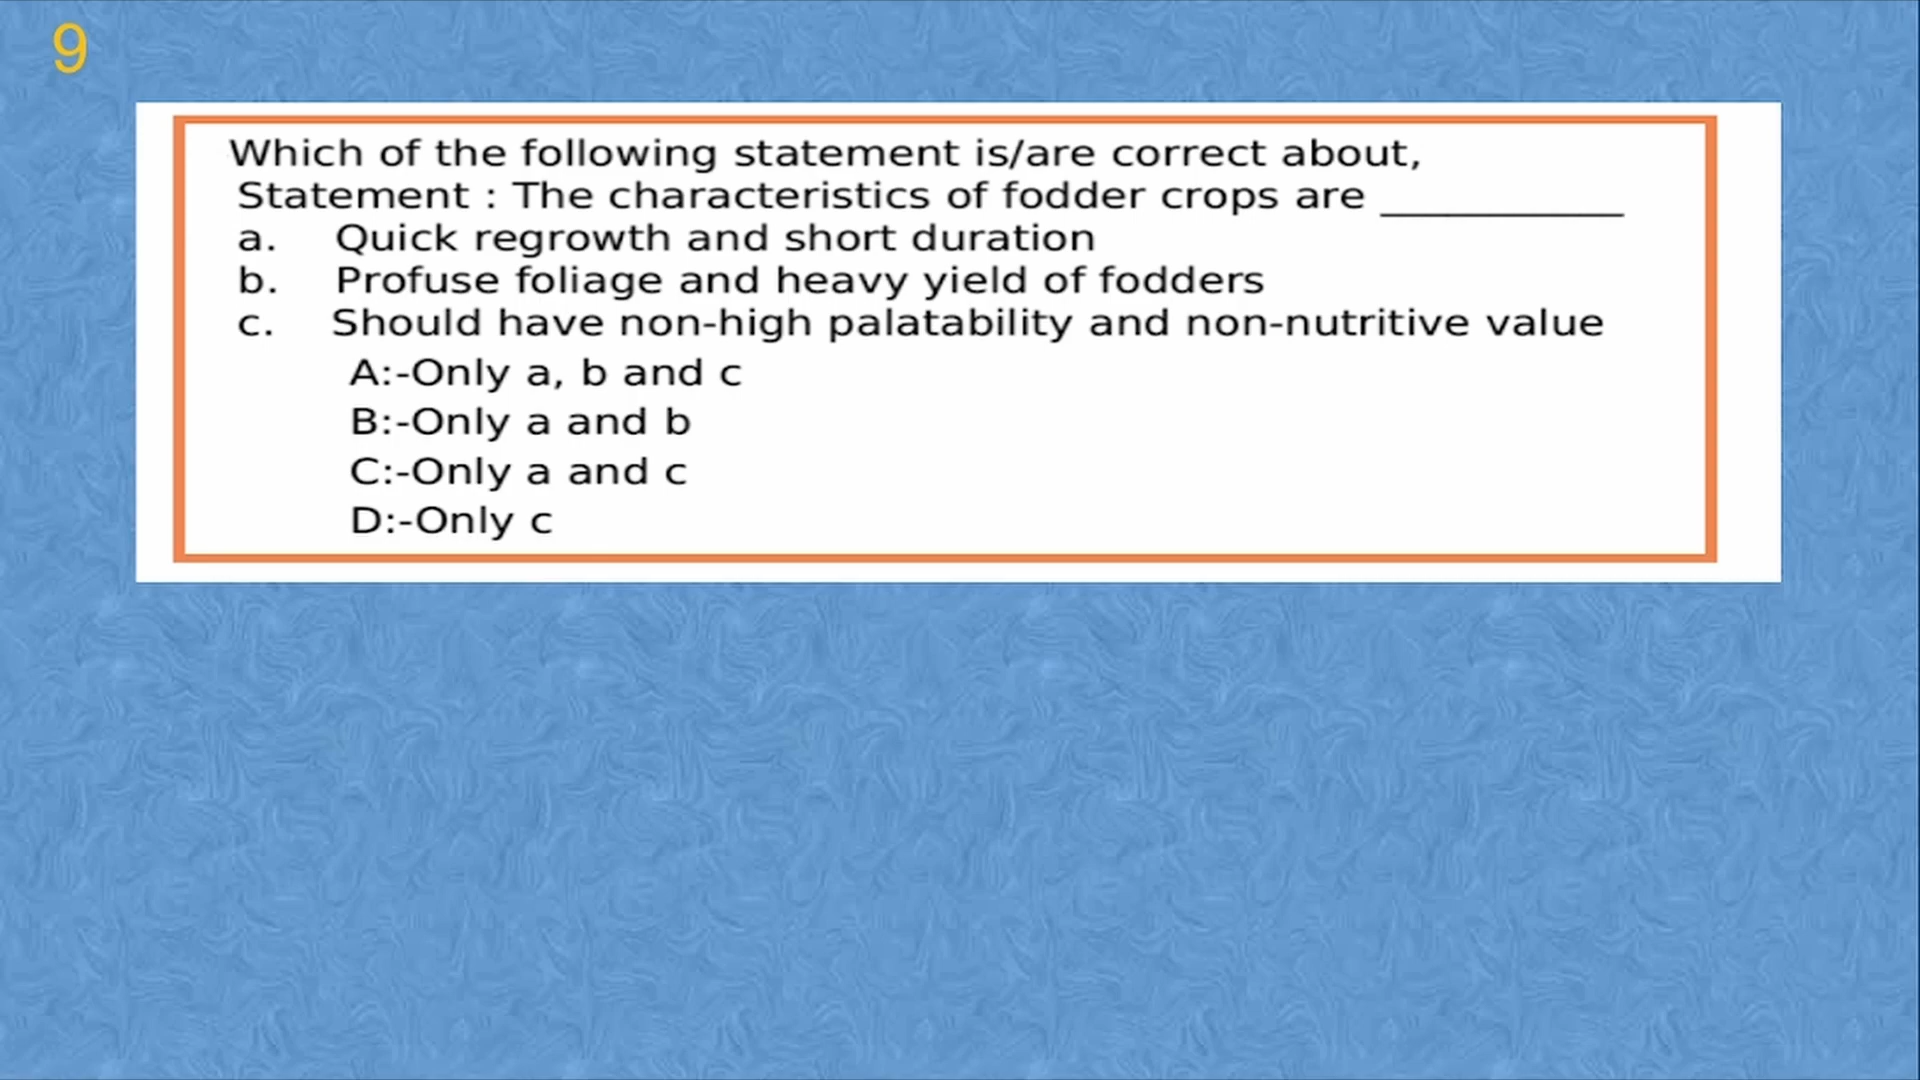 9
Which of the following statement is/are correct about,
Statement : The characteristics of fodder crops are ____________
a. Quick regrowth and short duration
b. Profuse foliage and heavy yield of fodders
c. Should have non-high palatability and non-nutritive value
A:-Only a, b and c
B:-Only a and b
C:-Only a and c
D:-Only c